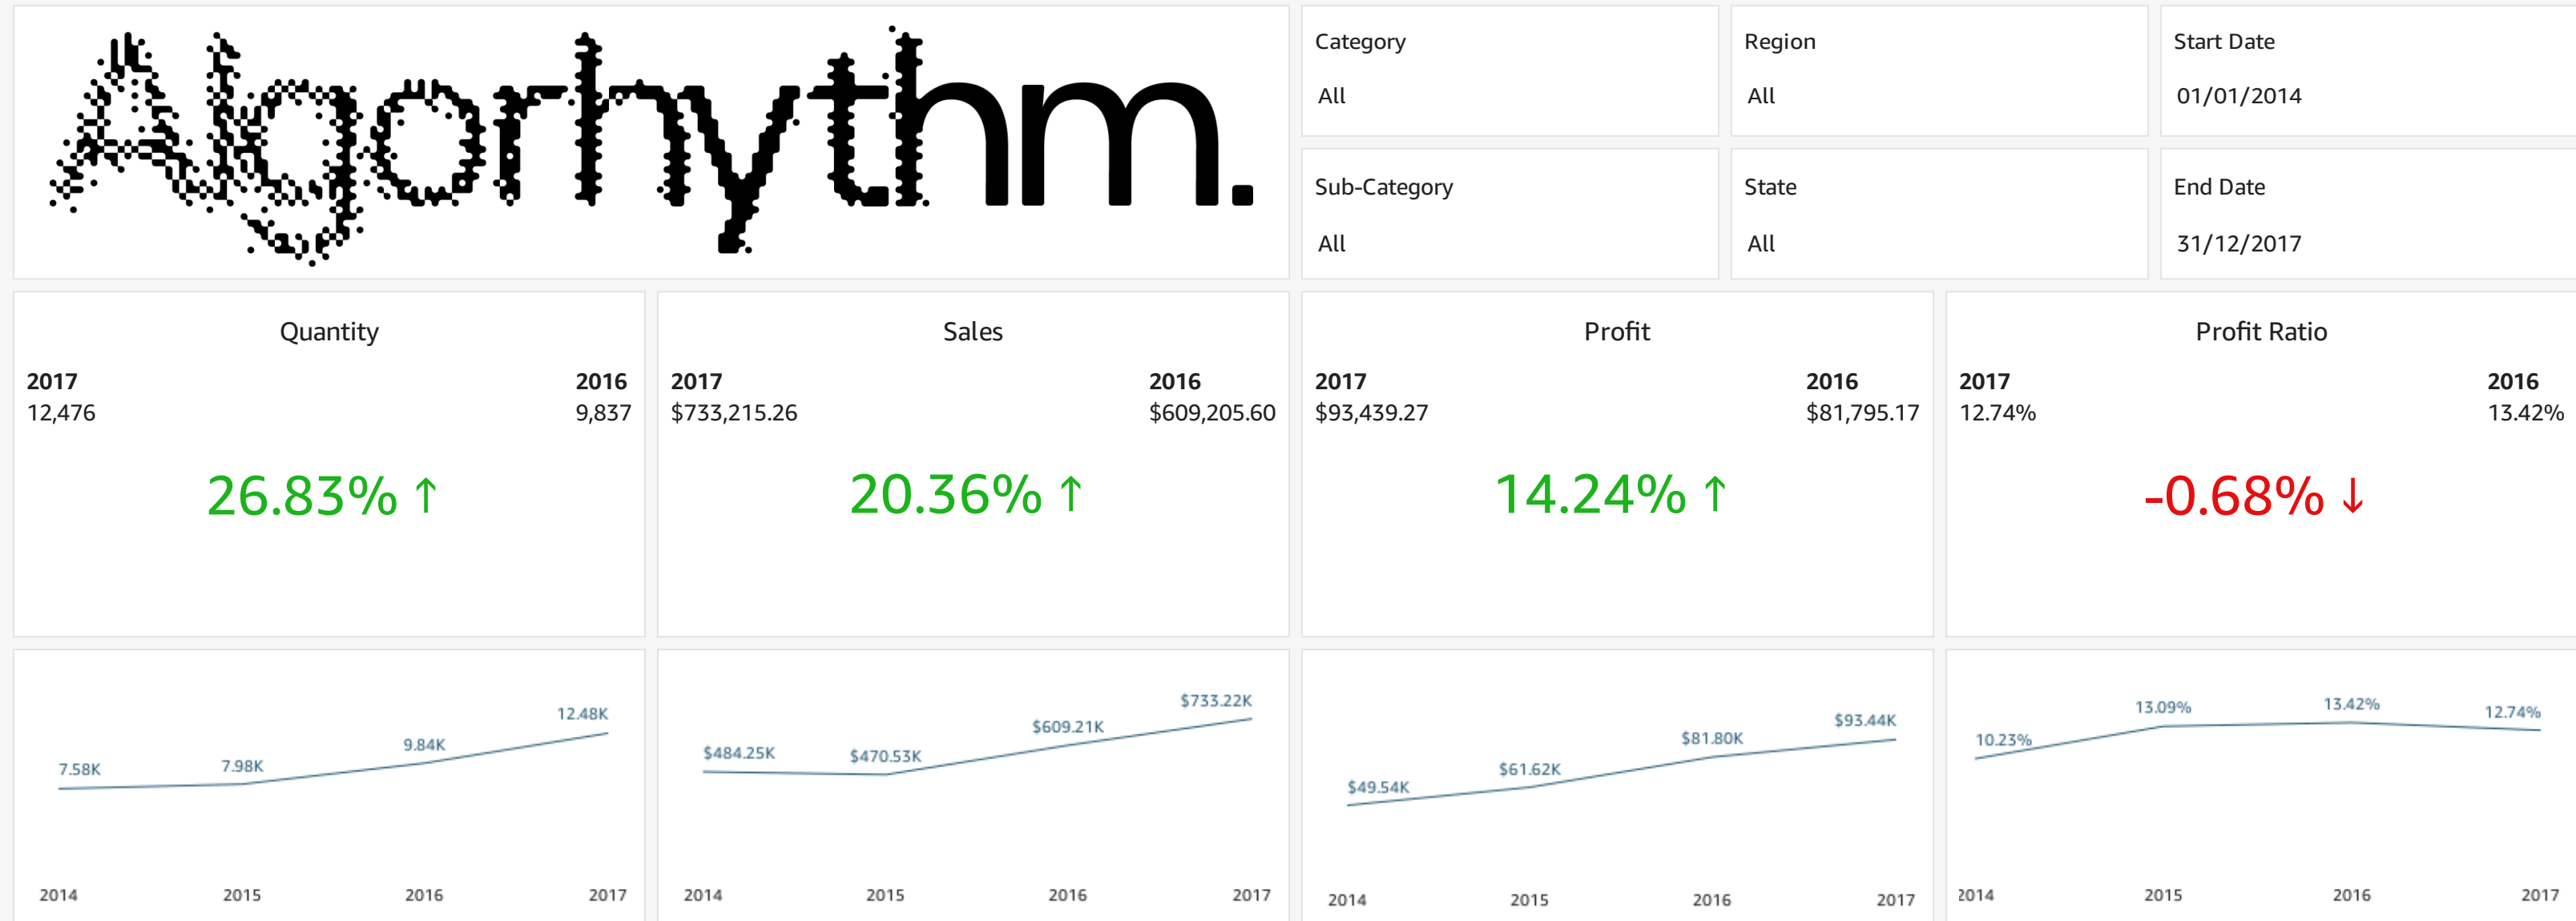 Algorhythm.
Category
All
Region
All
Start Date
01/01/2014
Sub-Category
All
State
All
End Date
31/12/2017
Quantity
2017 2016
12,476 9,837
26.83% ↑
Sales
2017 2016
$733,215.26 $609,205.60
20.36% ↑
Profit
2017 2016
$93,439.27 $81,795.17
14.24% ↑
Profit Ratio
2017 2016
12.74% 13.42%
-0.68% ↓
7.58K 7.98K 9.84K 12.48K
2014 2015 2016 2017
$484.25K $470.53K $609.21K $733.22K
2014 2015 2016 2017
$49.54K $61.62K $81.80K $93.44K
2014 2015 2016 2017
10.23% 13.09% 13.42% 12.74%
2014 2015 2016 2017